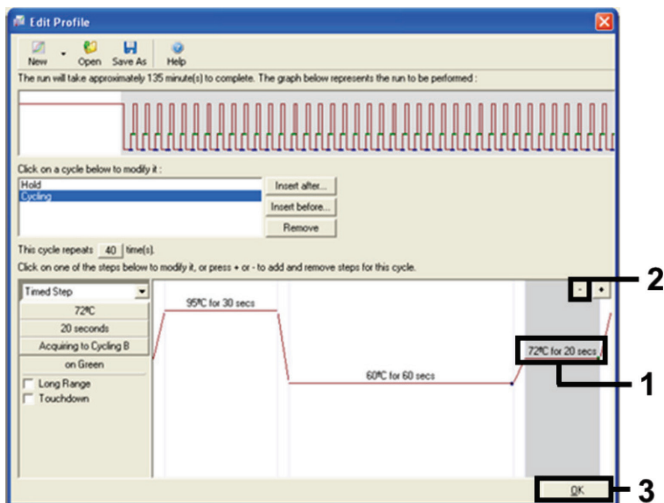 Edit Profile
New Open Save As Help
The run will take approximately 135 minute(s) to complete. The graph below represents the run to be performed :
Click on a cycle below to modify it :
Hold
Cycling
Insert after...
Insert before...
Remove
This cycle repeats 40 time(s).
Click on one of the steps below to modify it, or press + or - to add and remove steps for this cycle.
Timed Step
- +
2
72ºC
20 seconds
Acquiring to Cycling B
on Green
Long Range
Touchdown
95ºC for 30 secs
60ºC for 60 secs
72ºC for 20 secs
1
OK
3